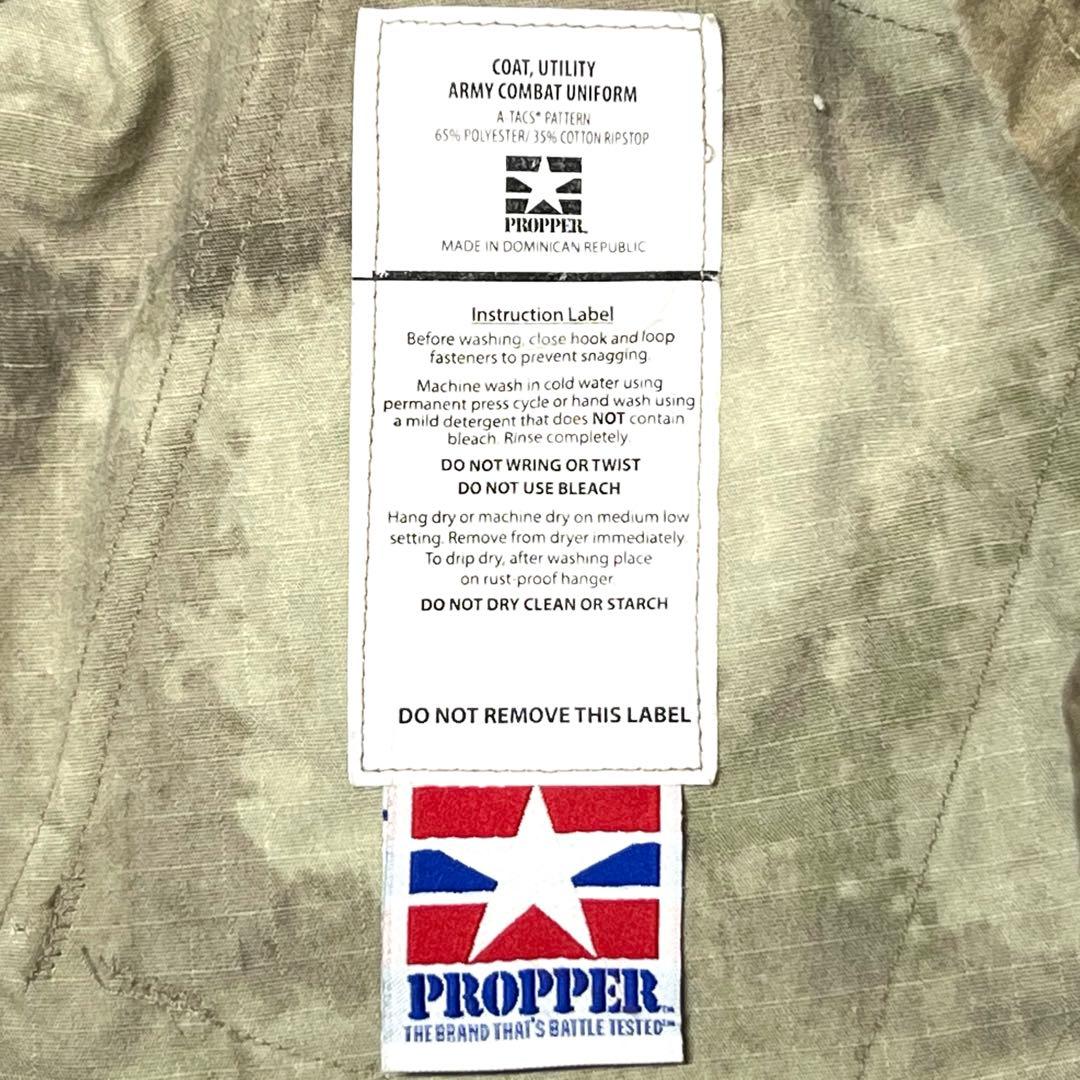 COAT, UTILITY
ARMY COMBAT UNIFORM
A-TACS® PATTERN
65% POLYESTER/ 35% COTTON RIPSTOP
PROPPER™
MADE IN DOMINICAN REPUBLIC
Instruction Label
Before washing, close hook and loop
fasteners to prevent snagging.
Machine wash in cold water using
permanent press cycle or hand wash using
a mild detergent that does NOT contain
bleach. Rinse completely.
DO NOT WRING OR TWIST
DO NOT USE BLEACH
Hang dry or machine dry on medium low
setting. Remove from dryer immediately.
To drip dry, after washing place
on rust-proof hanger.
DO NOT DRY CLEAN OR STARCH
DO NOT REMOVE THIS LABEL
PROPPER™
THE BRAND THAT'S BATTLE TESTED℠